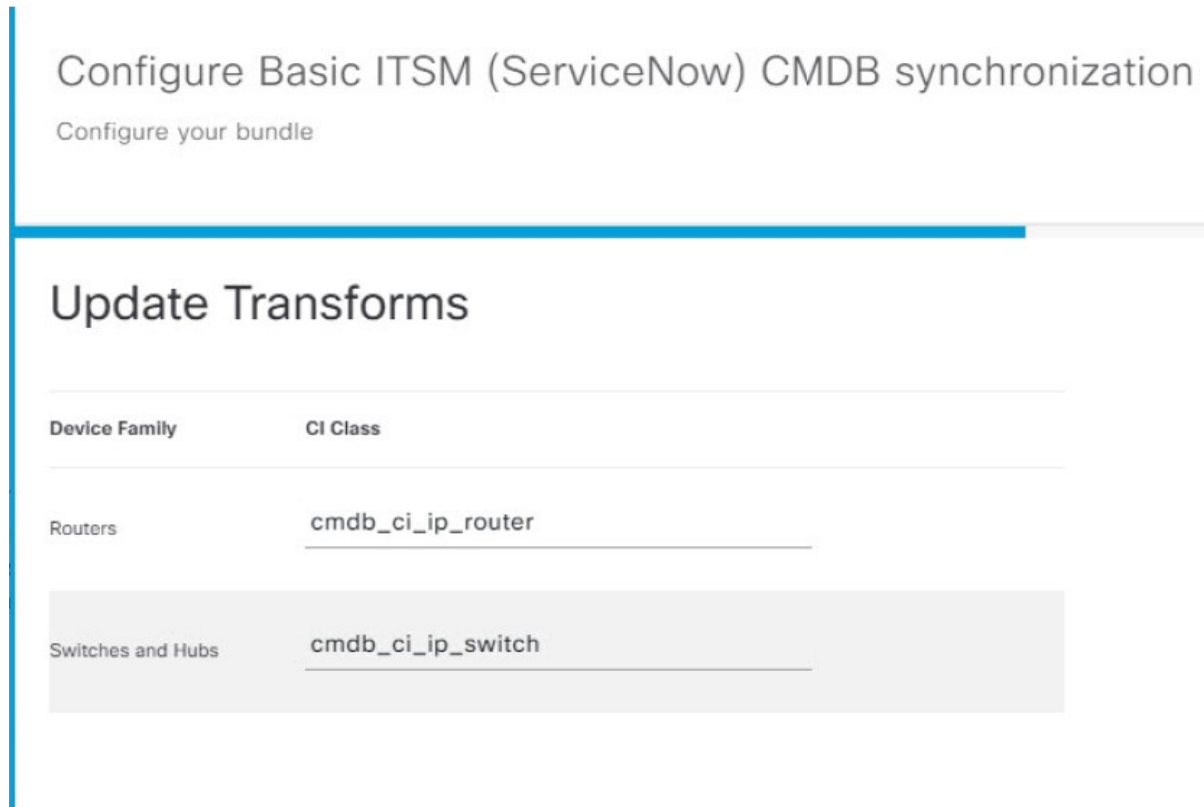 Configure Basic ITSM (ServiceNow) CMDB synchronization
Configure your bundle
Update Transforms
Device Family CI Class
Routers cmdb_ci_ip_router
Switches and Hubs cmdb_ci_ip_switch